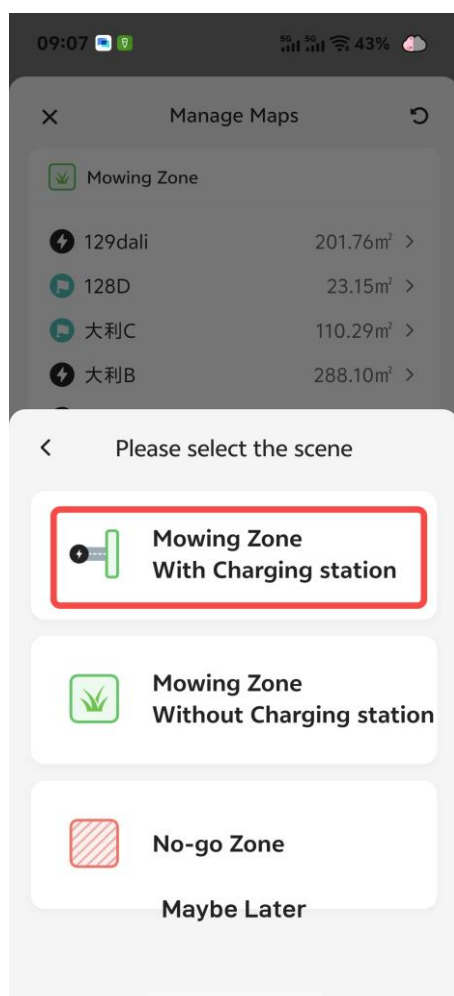 09:07
5G 5G 43%
Manage Maps
Mowing Zone
129dali 201.76㎡
128D 23.15㎡
大利C 110.29㎡
大利B 288.10㎡
Please select the scene
Mowing Zone
With Charging station
Mowing Zone
Without Charging station
No-go Zone
Maybe Later